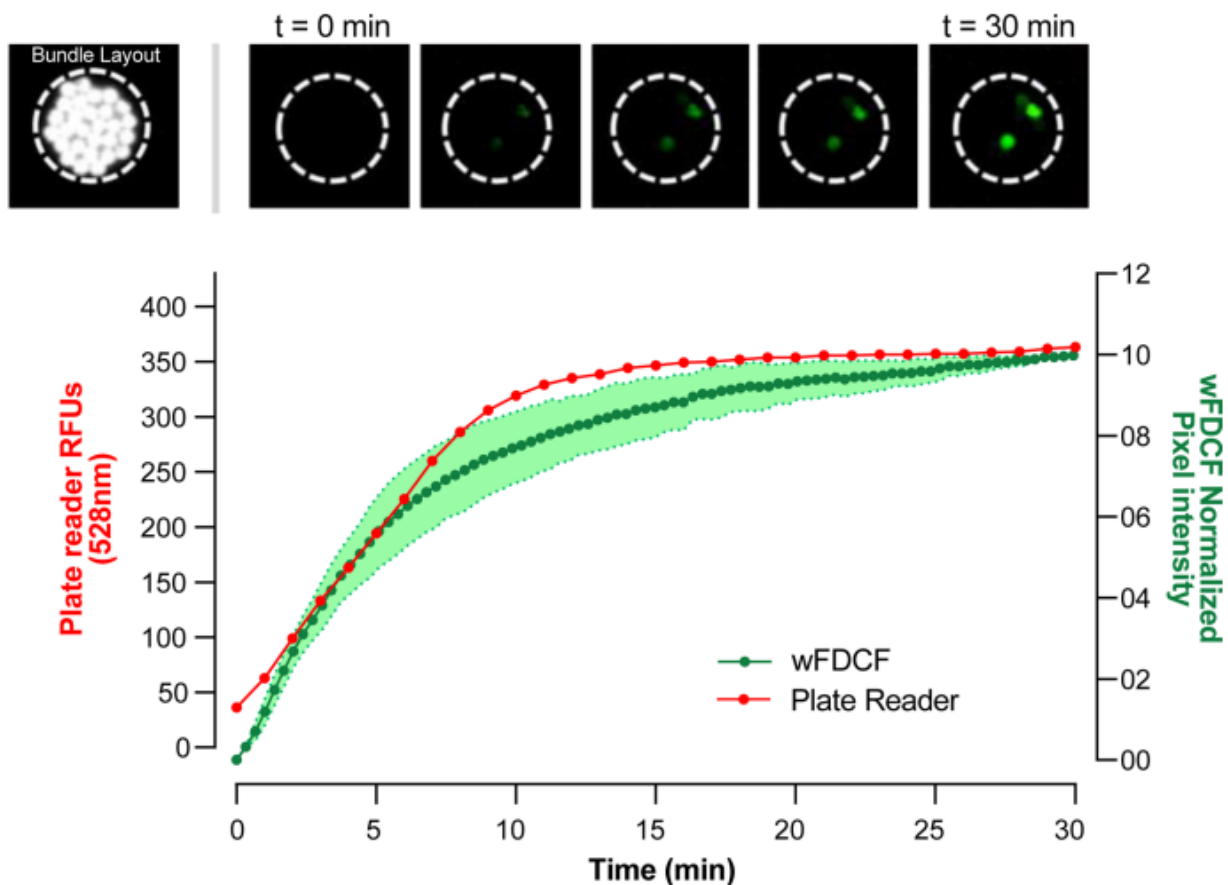 t = 0 min
t = 30 min
Bundle Layout
Plate reader RFUs
(528nm)
400
350
300
250
200
150
100
50
0
12
10
08
06
04
02
00
wFDCF Normalized
Pixel intensity
wFDCF
Plate Reader
0
5
10
15
20
25
30
Time (min)